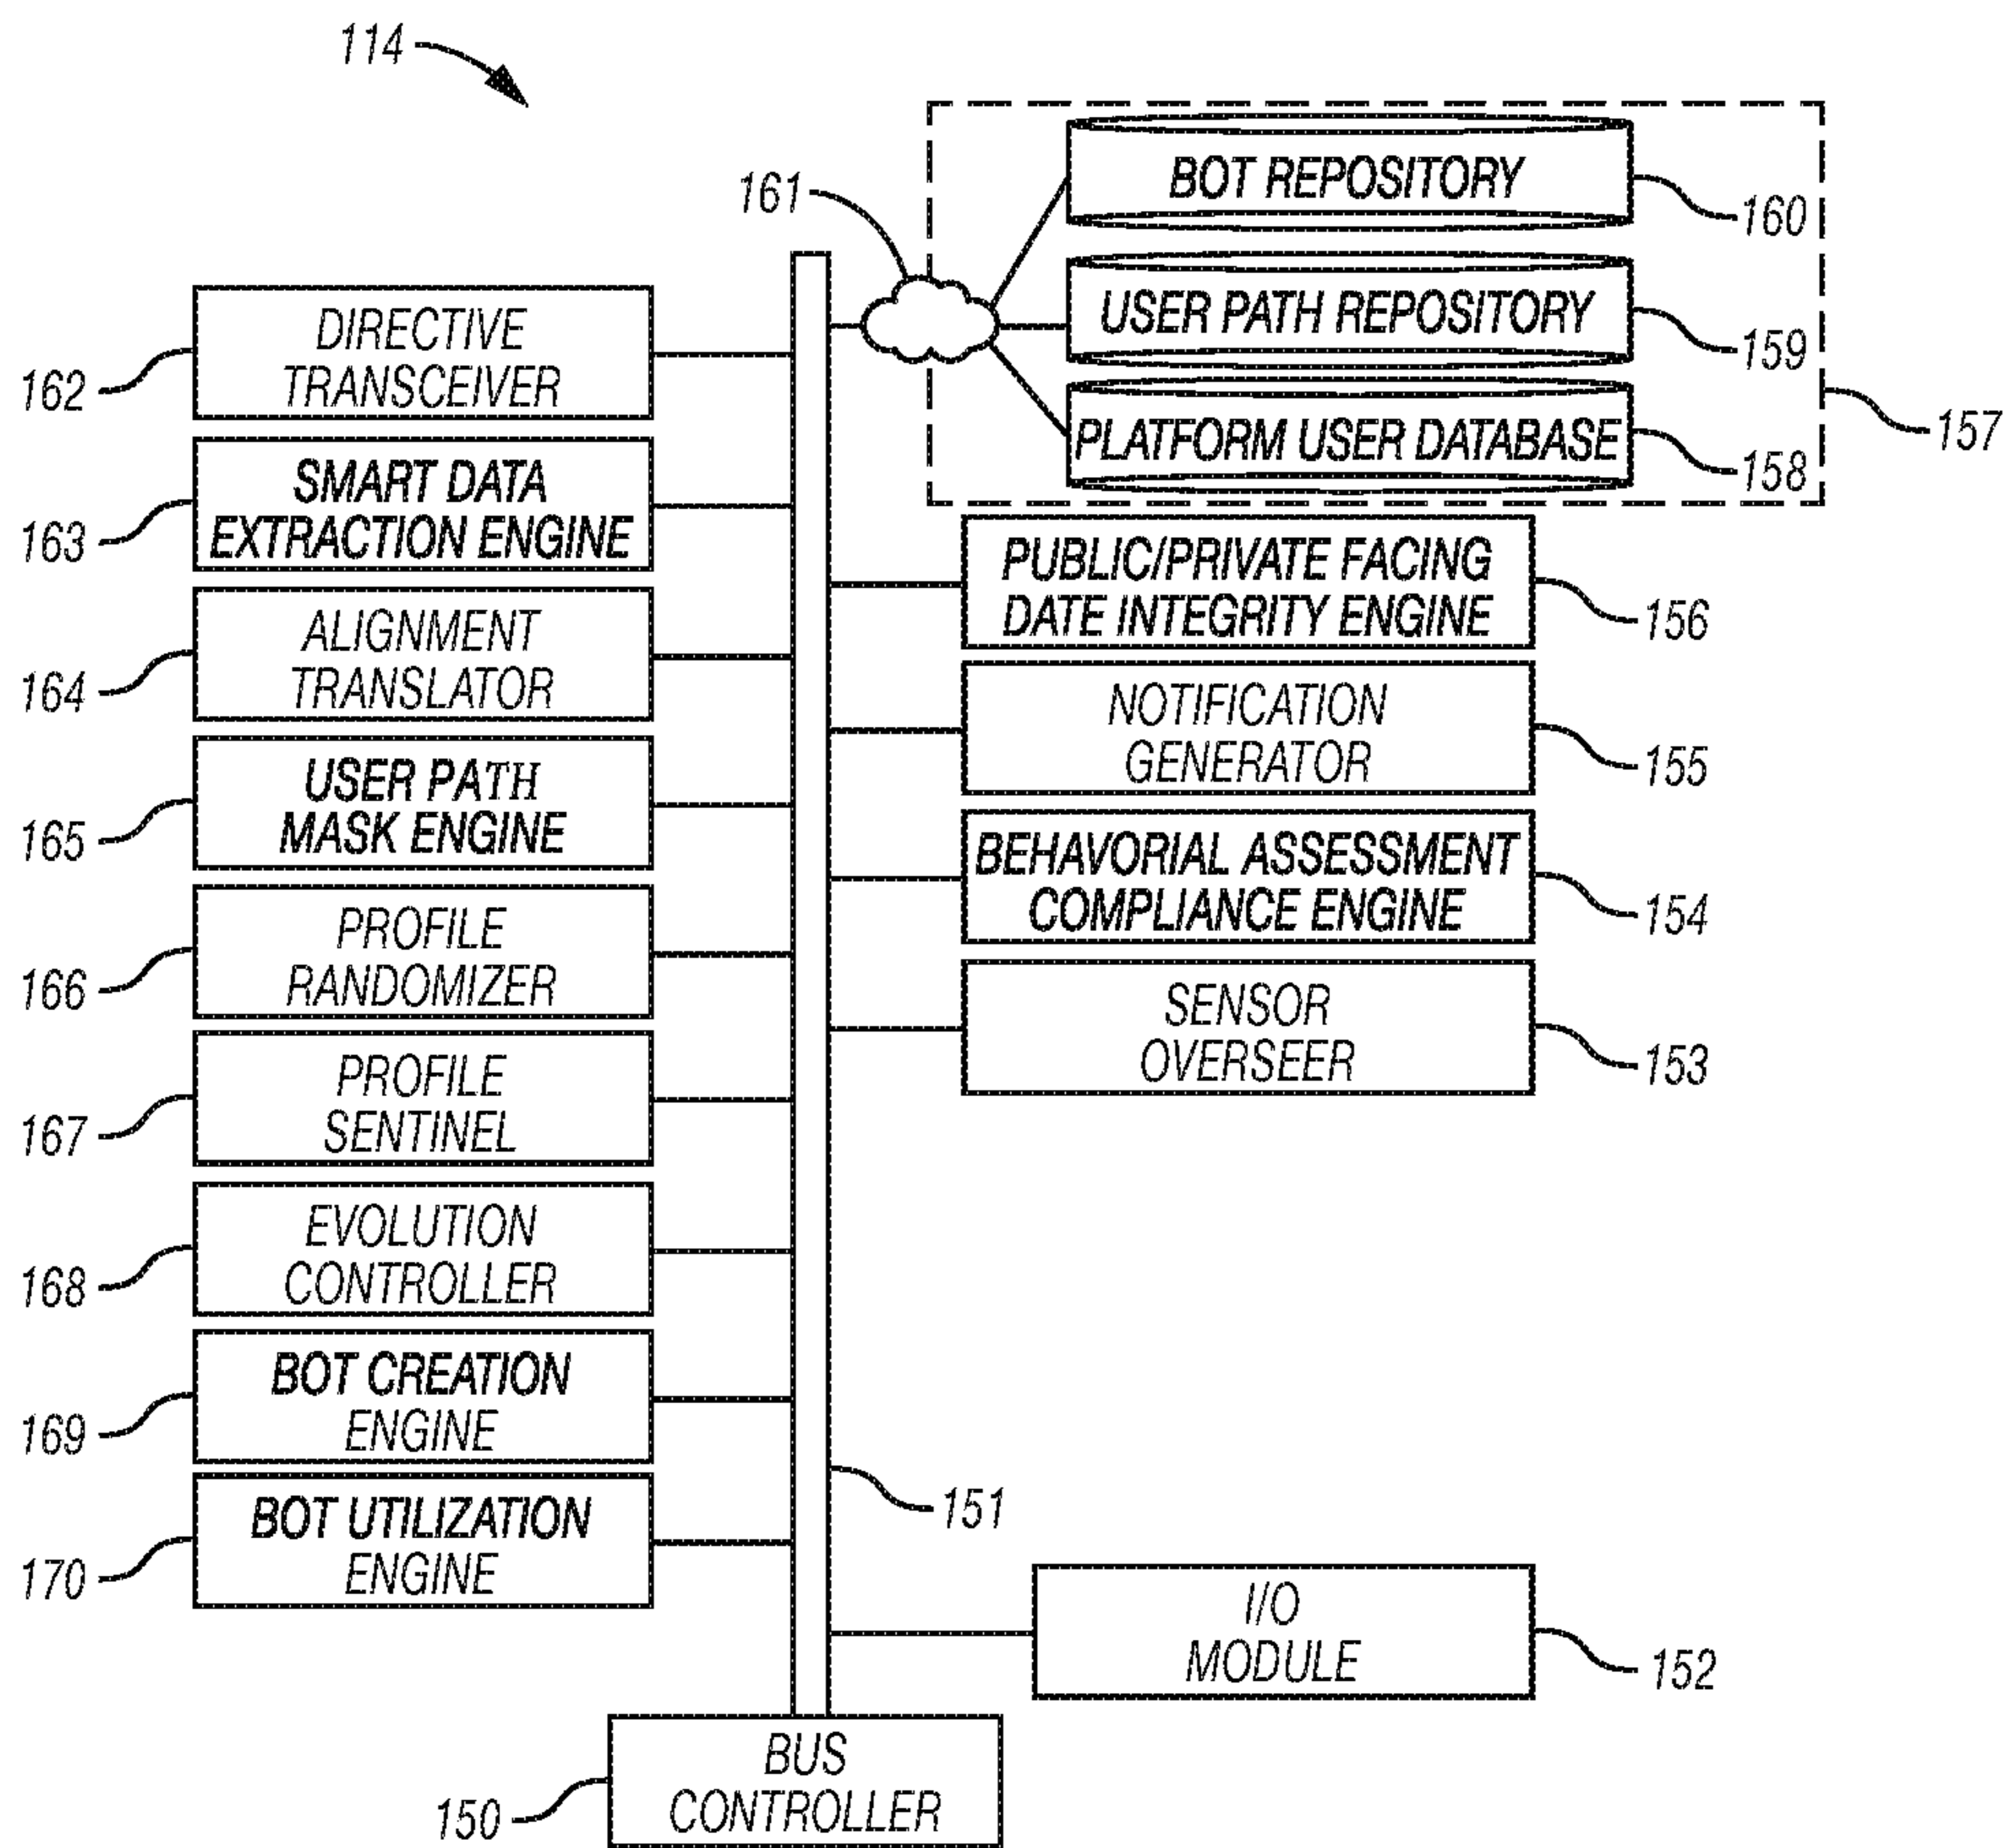 114
161
BOT REPOSITORY
160
USER PATH REPOSITORY
159
PLATFORM USER DATABASE
158
157
DIRECTIVE
TRANSCEIVER
162
SMART DATA
EXTRACTION ENGINE
163
ALIGNMENT
TRANSLATOR
164
USER PATH
MASK ENGINE
165
PROFILE
RANDOMIZER
166
PROFILE
SENTINEL
167
EVOLUTION
CONTROLLER
168
BOT CREATION
ENGINE
169
BOT UTILIZATION
ENGINE
170
PUBLIC/PRIVATE FACING
DATE INTEGRITY ENGINE
156
NOTIFICATION
GENERATOR
155
BEHAVORIAL ASSESSMENT
COMPLIANCE ENGINE
154
SENSOR
OVERSEER
153
151
I/O
MODULE
152
BUS
CONTROLLER
150